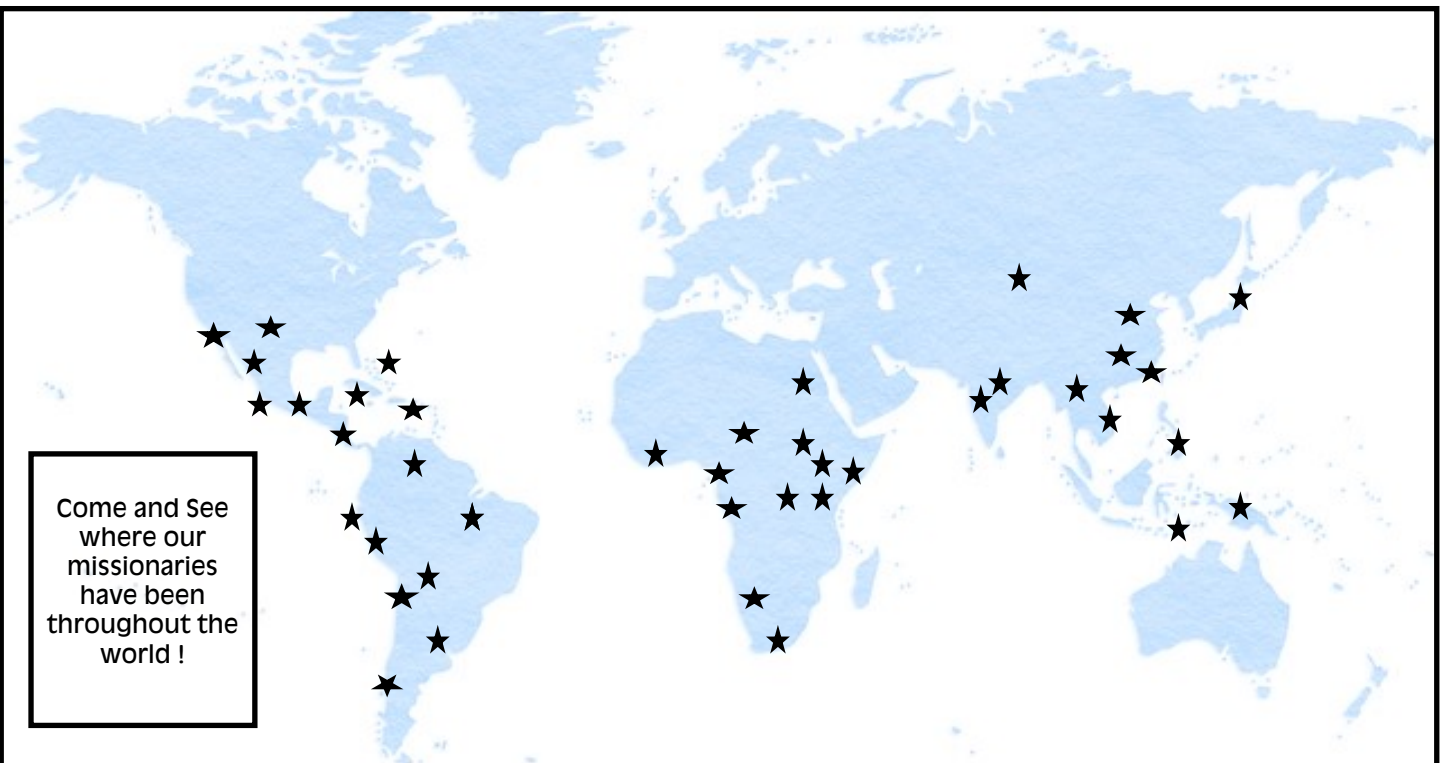 Come and See
where our
missionaries
have been
throughout the
world !